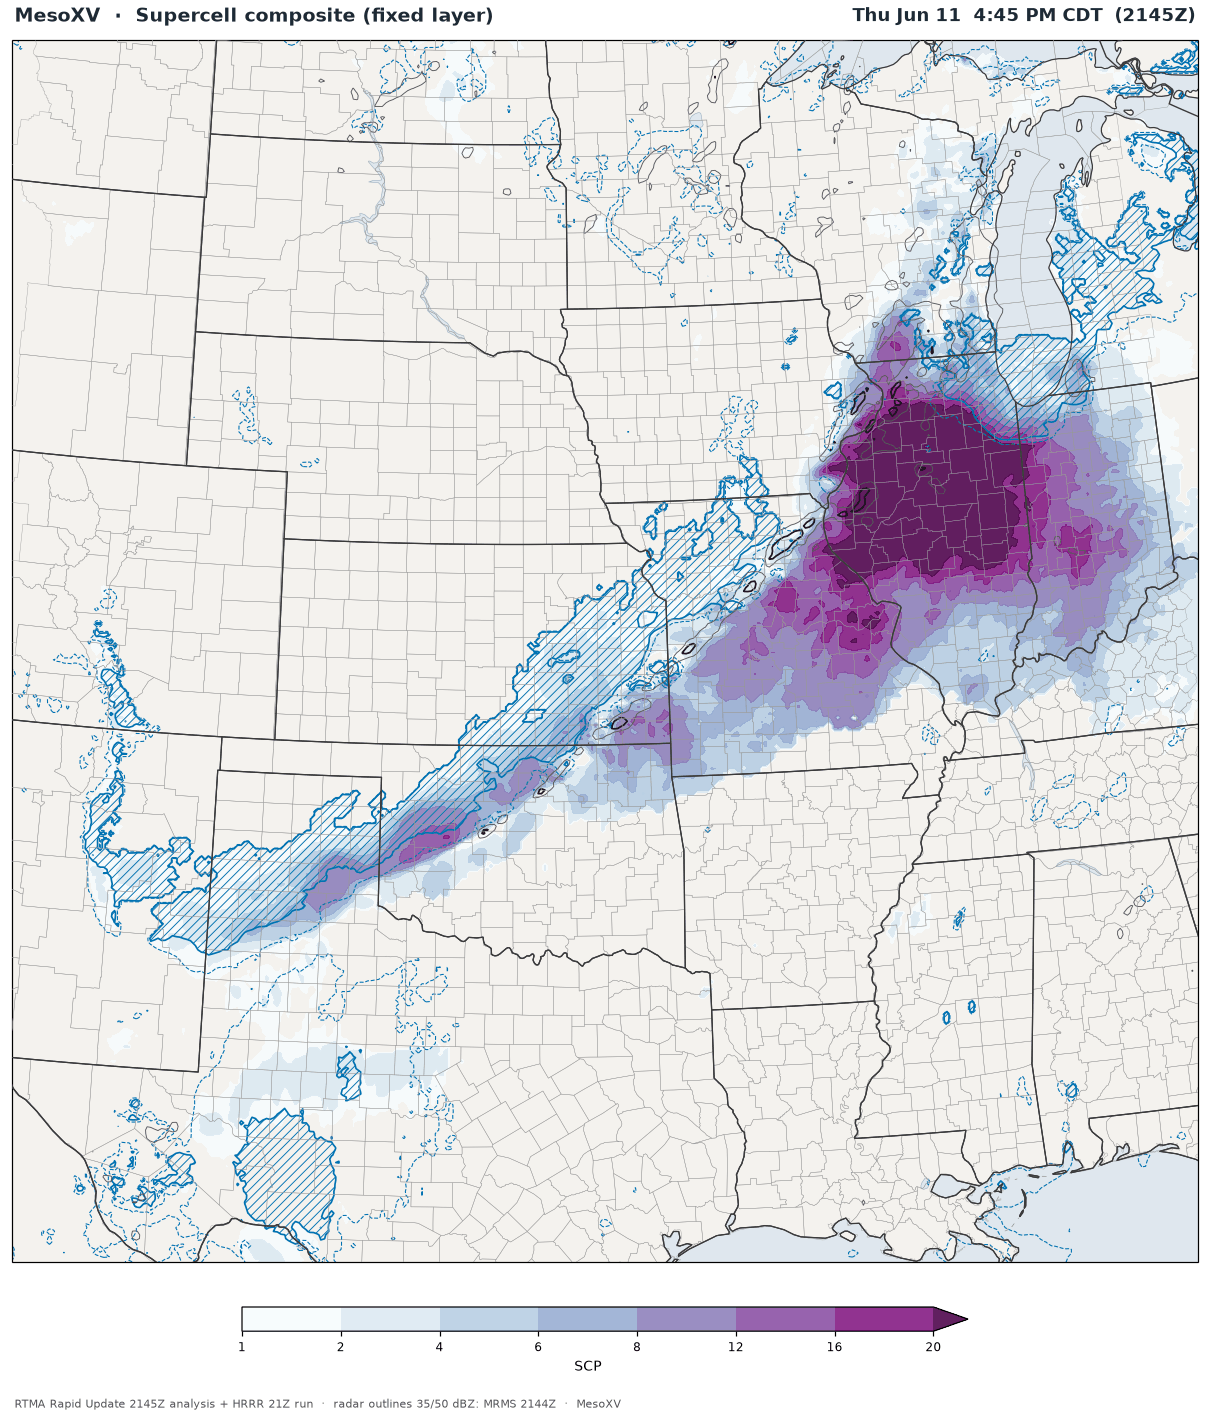 MesoXV · Supercell composite (fixed layer)
Thu Jun 11 4:45 PM CDT (2145Z)
1 2 4 6 8 12 16 20
SCP
RTMA Rapid Update 2145Z analysis + HRRR 21Z run · radar outlines 35/50 dBZ: MRMS 2144Z · MesoXV